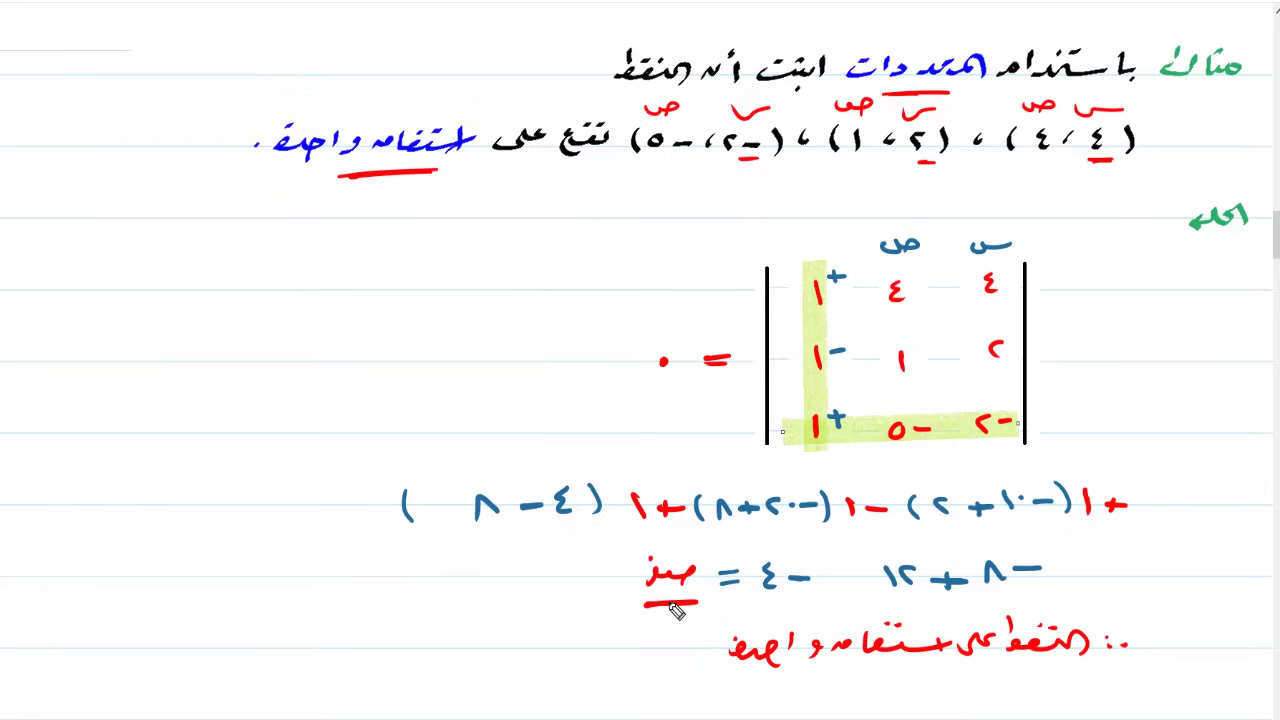 مثال باستخدام المحددات اثبت أن النقط
س ص س ص س ص
(٤ ، ٤) ، (٢ ، ١) ، (-٢ ، -٥) تقع على استقامه واحدة .
الحل
س ص
٤ ٤ +١
٢ ١ -١ = ٠
-٢ -٥ +١
+١ (-١٠ + ٢) -١ (-٢٠ + ٨) +١ (٤ - ٨)
-٨ + ١٢ -٤ = صفر
∴ النقط على استقامه واحدة